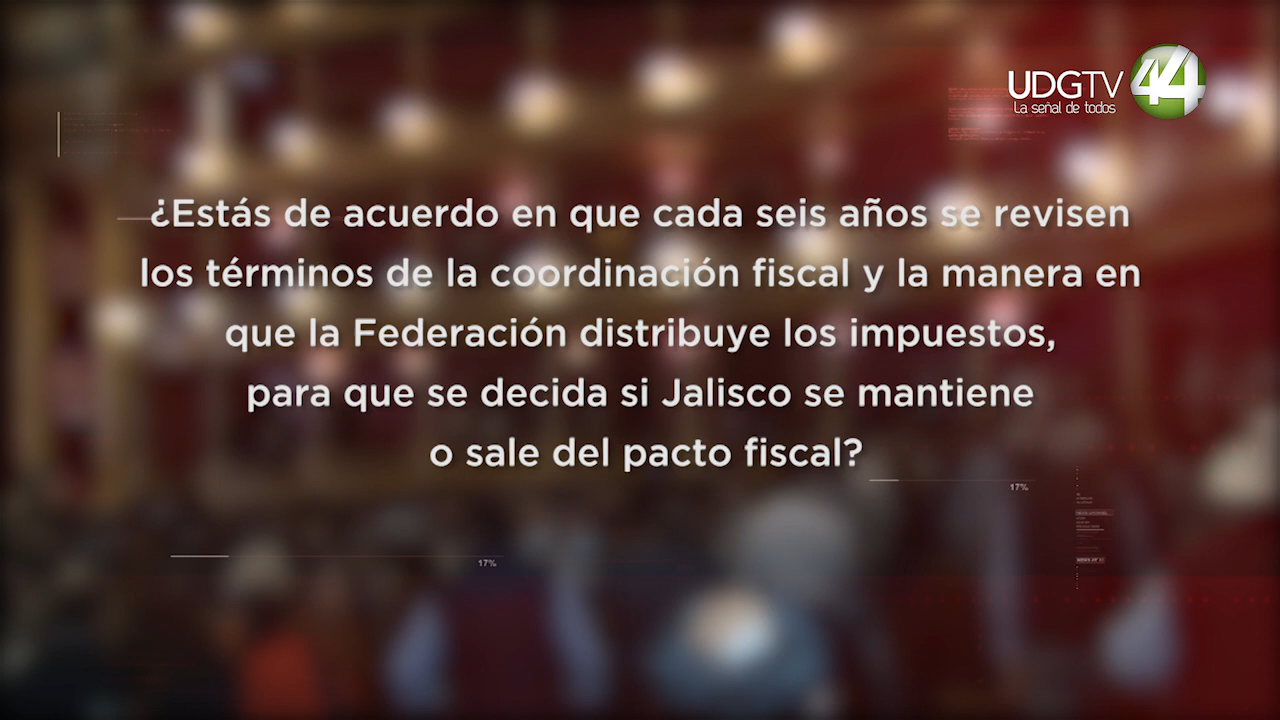 UDGTV 44
La señal de todos
¿Estás de acuerdo en que cada seis años se revisen
los términos de la coordinación fiscal y la manera en
que la Federación distribuye los impuestos,
para que se decida si Jalisco se mantiene
o sale del pacto fiscal?
17%
17%